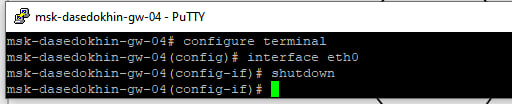 msk-dasedokhin-gw-04 - PuTTY
msk-dasedokhin-gw-04# configure terminal
msk-dasedokhin-gw-04(config)# interface eth0
msk-dasedokhin-gw-04(config-if)# shutdown
msk-dasedokhin-gw-04(config-if)#